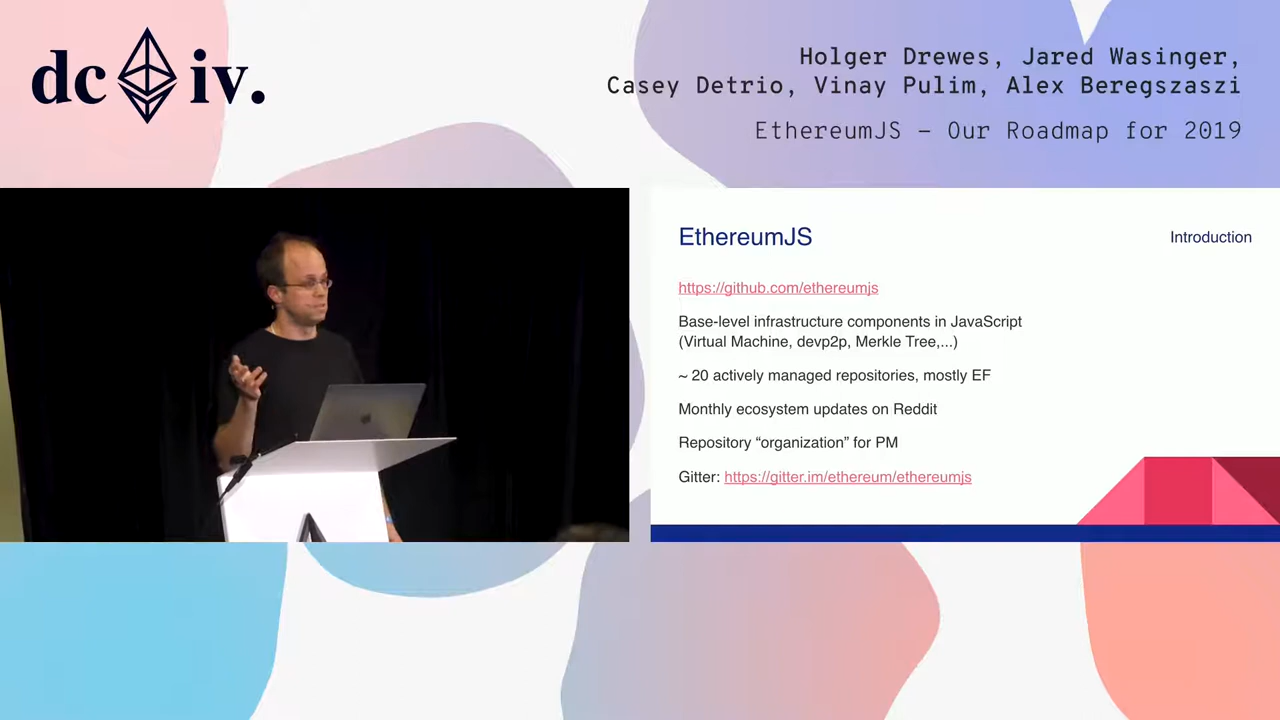 dc iv.
Holger Drewes, Jared Wasinger,
Casey Detrio, Vinay Pulim, Alex Beregszaszi
EthereumJS – Our Roadmap for 2019
EthereumJS
Introduction
https://github.com/ethereumjs
Base-level infrastructure components in JavaScript
(Virtual Machine, devp2p, Merkle Tree,...)
~ 20 actively managed repositories, mostly EF
Monthly ecosystem updates on Reddit
Repository “organization” for PM
Gitter: https://gitter.im/ethereum/ethereumjs